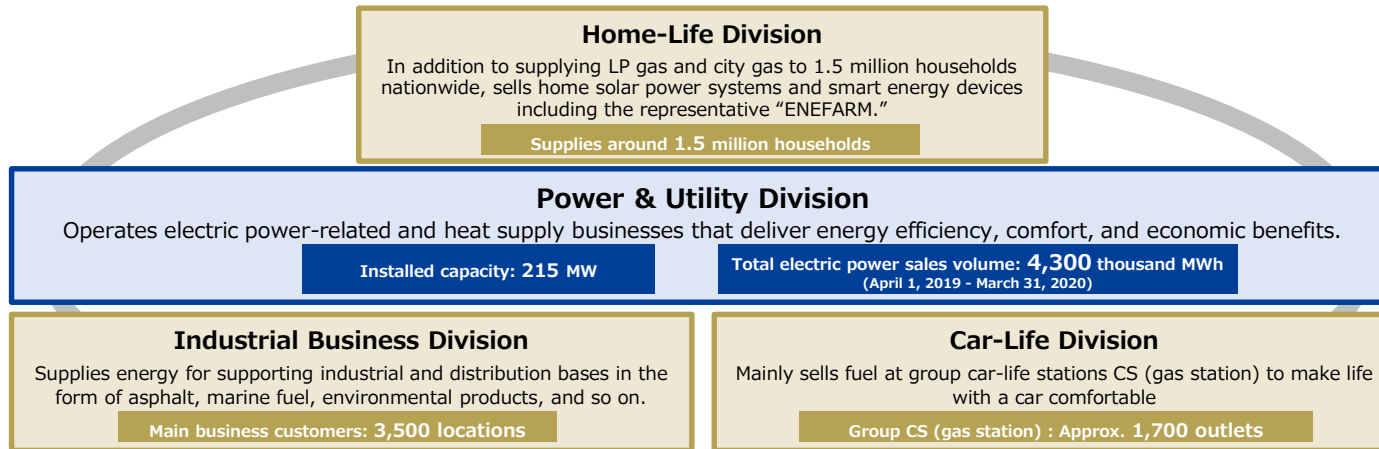 Home-Life Division
In addition to supplying LP gas and city gas to 1.5 million households
nationwide, sells home solar power systems and smart energy devices
including the representative “ENEFARM.”
Supplies around 1.5 million households
Power & Utility Division
Operates electric power-related and heat supply businesses that deliver energy efficiency, comfort, and economic benefits.
Installed capacity: 215 MW
Total electric power sales volume: 4,300 thousand MWh
(April 1, 2019 - March 31, 2020)
Industrial Business Division
Supplies energy for supporting industrial and distribution bases in the
form of asphalt, marine fuel, environmental products, and so on.
Main business customers: 3,500 locations
Car-Life Division
Mainly sells fuel at group car-life stations CS (gas station) to make life
with a car comfortable
Group CS (gas station) : Approx. 1,700 outlets